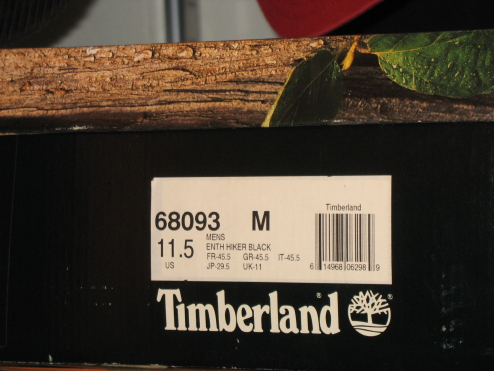 Timberland
68093 M
MENS
11.5 ENTH HIKER BLACK
US FR-45.5 GR-45.5 IT-45.5
JP-29.5 UK-11
6 14968 06298 9
Timberland®
®